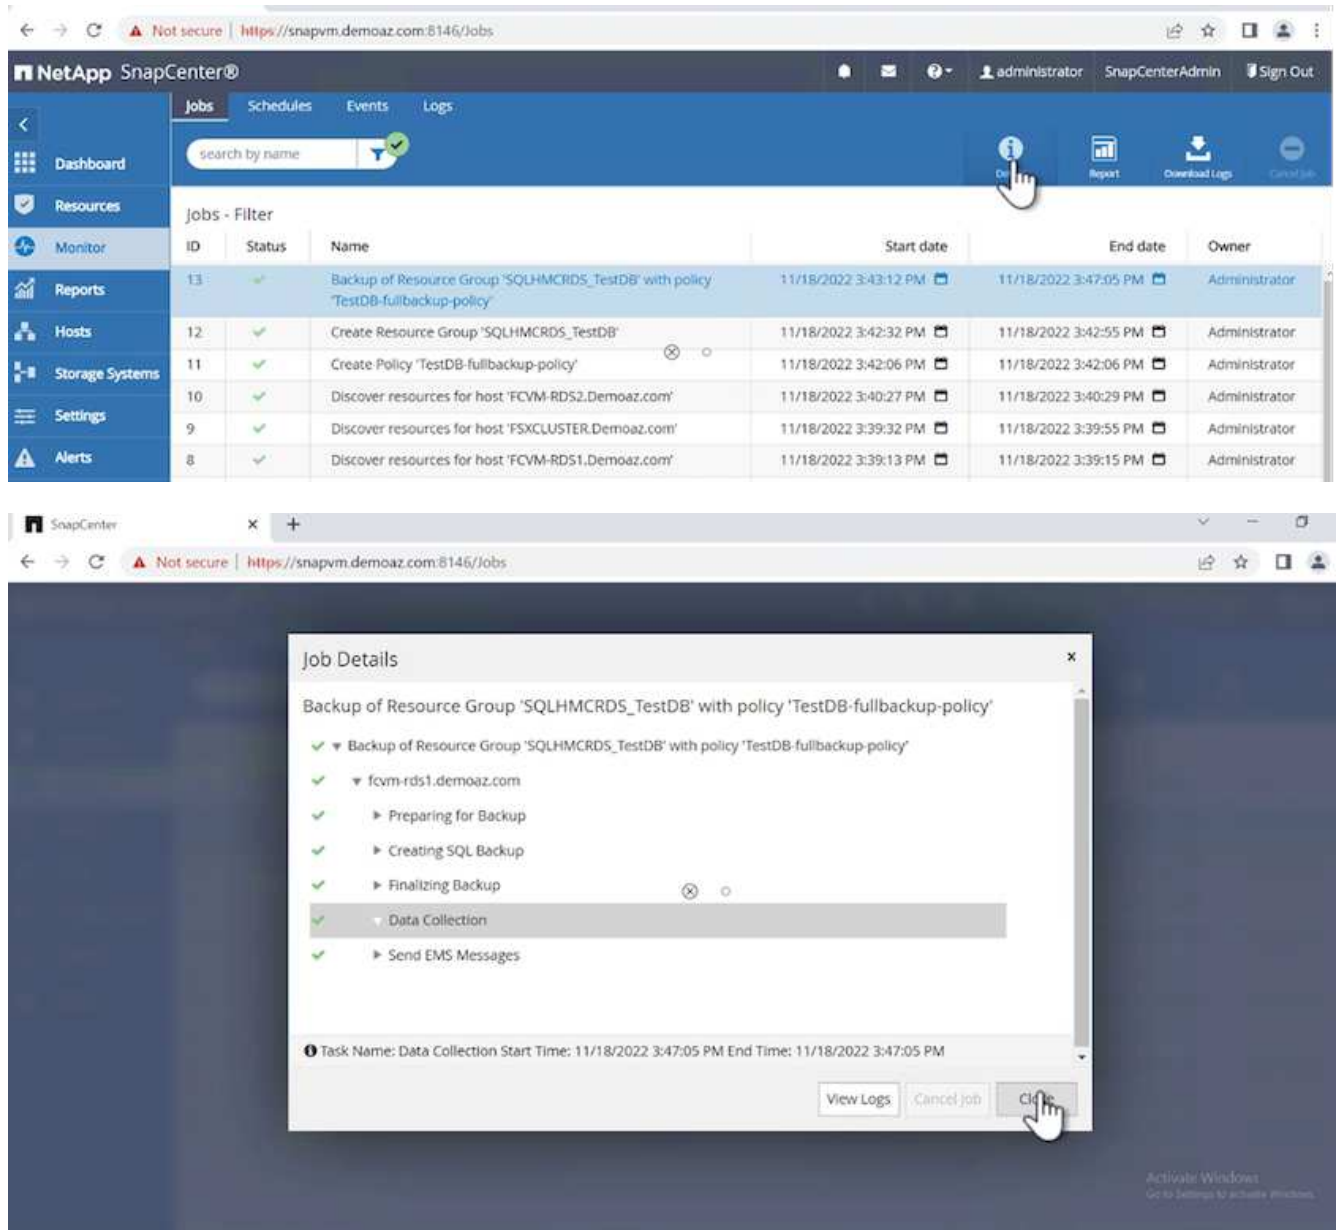 Not secure | https://snapvm.demoaz.com:8146/Jobs
NetApp SnapCenter® administrator SnapCenterAdmin Sign Out
Jobs Schedules Events Logs
search by name
Dashboard
Report Download Logs Cancel Job
Resources
Jobs - Filter
Monitor
ID Status Name Start date End date Owner
Reports
13 Backup of Resource Group 'SQLHMCRDS_TestDB' with policy 11/18/2022 3:43:12 PM 11/18/2022 3:47:05 PM Administrator
'TestDB-fullbackup-policy'
Hosts
12 Create Resource Group 'SQLHMCRDS_TestDB' 11/18/2022 3:42:32 PM 11/18/2022 3:42:55 PM Administrator
Storage Systems
11 Create Policy 'TestDB-fullbackup-policy' 11/18/2022 3:42:06 PM 11/18/2022 3:42:06 PM Administrator
10 Discover resources for host 'FCVM-RDS2.Demoaz.com' 11/18/2022 3:40:27 PM 11/18/2022 3:40:29 PM Administrator
Settings
9 Discover resources for host 'FSXCLUSTER.Demoaz.com' 11/18/2022 3:39:32 PM 11/18/2022 3:39:55 PM Administrator
Alerts
8 Discover resources for host 'FCVM-RDS1.Demoaz.com' 11/18/2022 3:39:13 PM 11/18/2022 3:39:15 PM Administrator
SnapCenter
Not secure | https://snapvm.demoaz.com:8146/Jobs
Job Details
Backup of Resource Group 'SQLHMCRDS_TestDB' with policy 'TestDB-fullbackup-policy'
Backup of Resource Group 'SQLHMCRDS_TestDB' with policy 'TestDB-fullbackup-policy'
fcvm-rds1.demoaz.com
Preparing for Backup
Creating SQL Backup
Finalizing Backup
Data Collection
Send EMS Messages
Task Name: Data Collection Start Time: 11/18/2022 3:47:05 PM End Time: 11/18/2022 3:47:05 PM
View Logs Cancel Job Close
Activate Windows
Go to Settings to activate Windows.